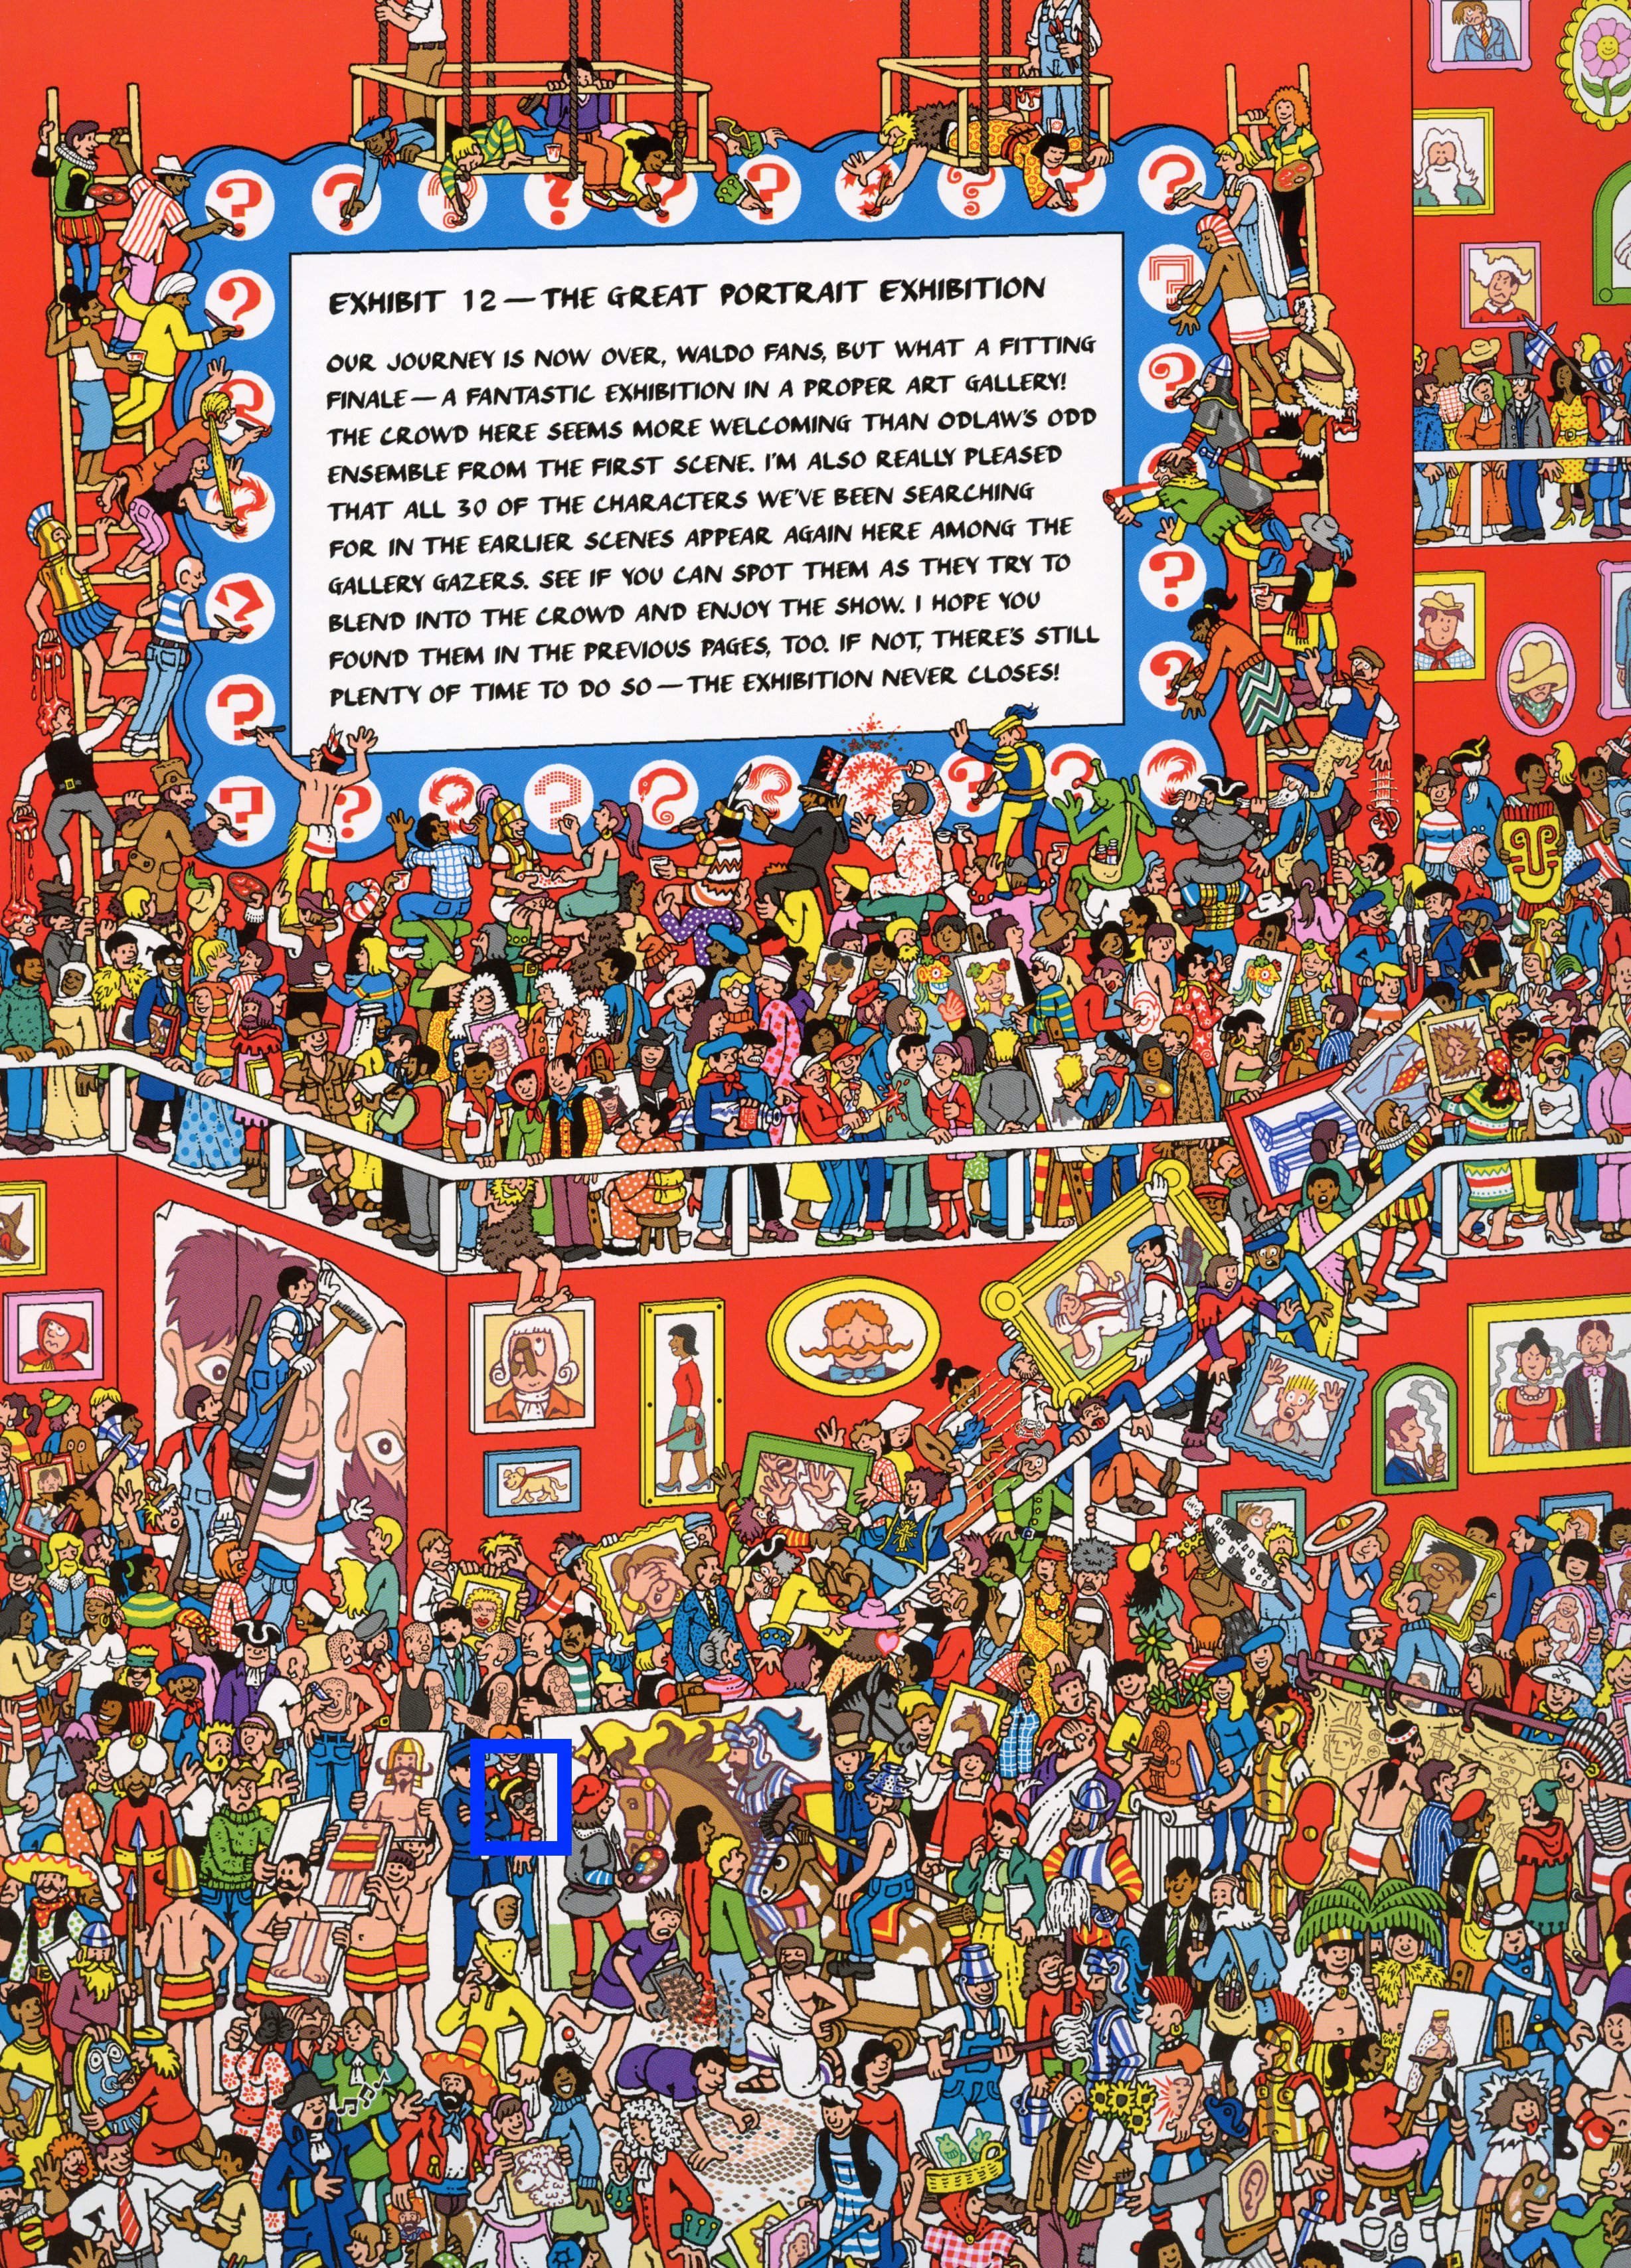 EXHIBIT 12—THE GREAT PORTRAIT EXHIBITION
OUR JOURNEY IS NOW OVER, WALDO FANS, BUT WHAT A FITTING
FINALE—A FANTASTIC EXHIBITION IN A PROPER ART GALLERY!
THE CROWD HERE SEEMS MORE WELCOMING THAN ODLAW'S ODD
ENSEMBLE FROM THE FIRST SCENE. I'M ALSO REALLY PLEASED
THAT ALL 30 OF THE CHARACTERS WE'VE BEEN SEARCHING
FOR IN THE EARLIER SCENES APPEAR AGAIN HERE AMONG THE
GALLERY GAZERS. SEE IF YOU CAN SPOT THEM AS THEY TRY TO
BLEND INTO THE CROWD AND ENJOY THE SHOW. I HOPE YOU
FOUND THEM IN THE PREVIOUS PAGES, TOO. IF NOT, THERE'S STILL
PLENTY OF TIME TO DO SO—THE EXHIBITION NEVER CLOSES!